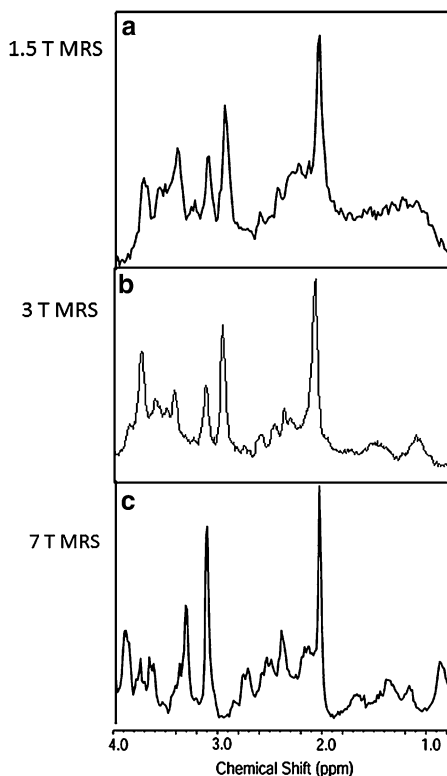 a
1.5 T MRS
b
3 T MRS
c
7 T MRS
4.0 3.0 2.0 1.0
Chemical Shift (ppm)